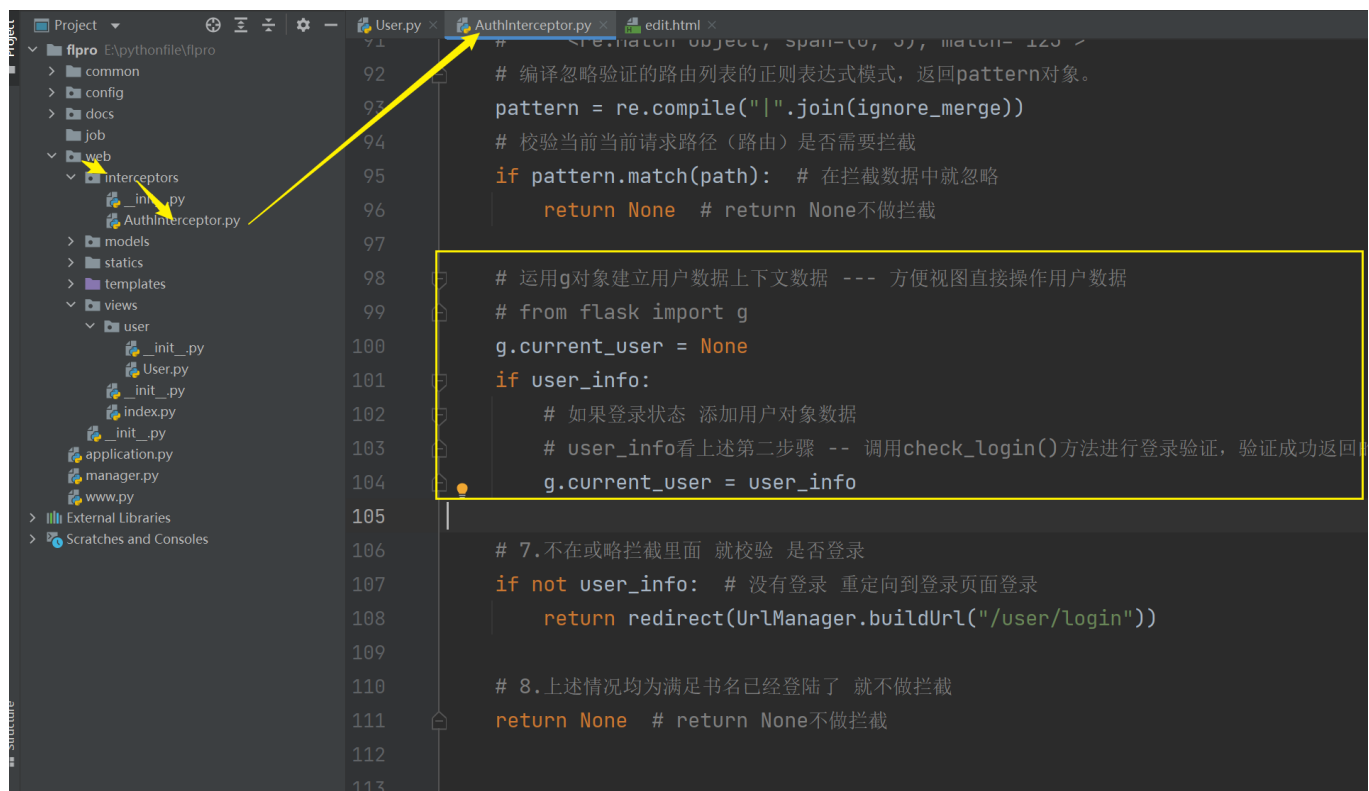 Project
User.py ×
AuthInterceptor.py ×
edit.html ×
Project
flpro E:\pythonfile\flpro
common
config
docs
job
web
interceptors
AuthInterceptor.py
models
statics
templates
views
user
__init__.py
User.py
__init__.py
index.py
__init__.py
application.py
manager.py
www.py
External Libraries
Scratches and Consoles
Structure
91 # <re.Match object; span=(0, 3), match='123'>
92 # 编译忽略验证的路由列表的正则表达式模式，返回pattern对象。
93 pattern = re.compile("|".join(ignore_merge))
94 # 校验当前当前请求路径（路由）是否需要拦截
95 if pattern.match(path): # 在拦截数据中就忽略
96 return None # return None不做拦截
97
98 # 运用g对象建立用户数据上下文数据 --- 方便视图直接操作用户数据
99 # from flask import g
100 g.current_user = None
101 if user_info:
102 # 如果登录状态 添加用户对象数据
103 # user_info看上述第二步骤 -- 调用check_login()方法进行登录验证，验证成功返回
104 g.current_user = user_info
105
106 # 7.不在或略拦截里面 就校验 是否登录
107 if not user_info: # 没有登录 重定向到登录页面登录
108 return redirect(UrlManager.buildUrl("/user/login"))
109
110 # 8.上述情况均为满足书名已经登陆了 就不做拦截
111 return None # return None不做拦截
112
113